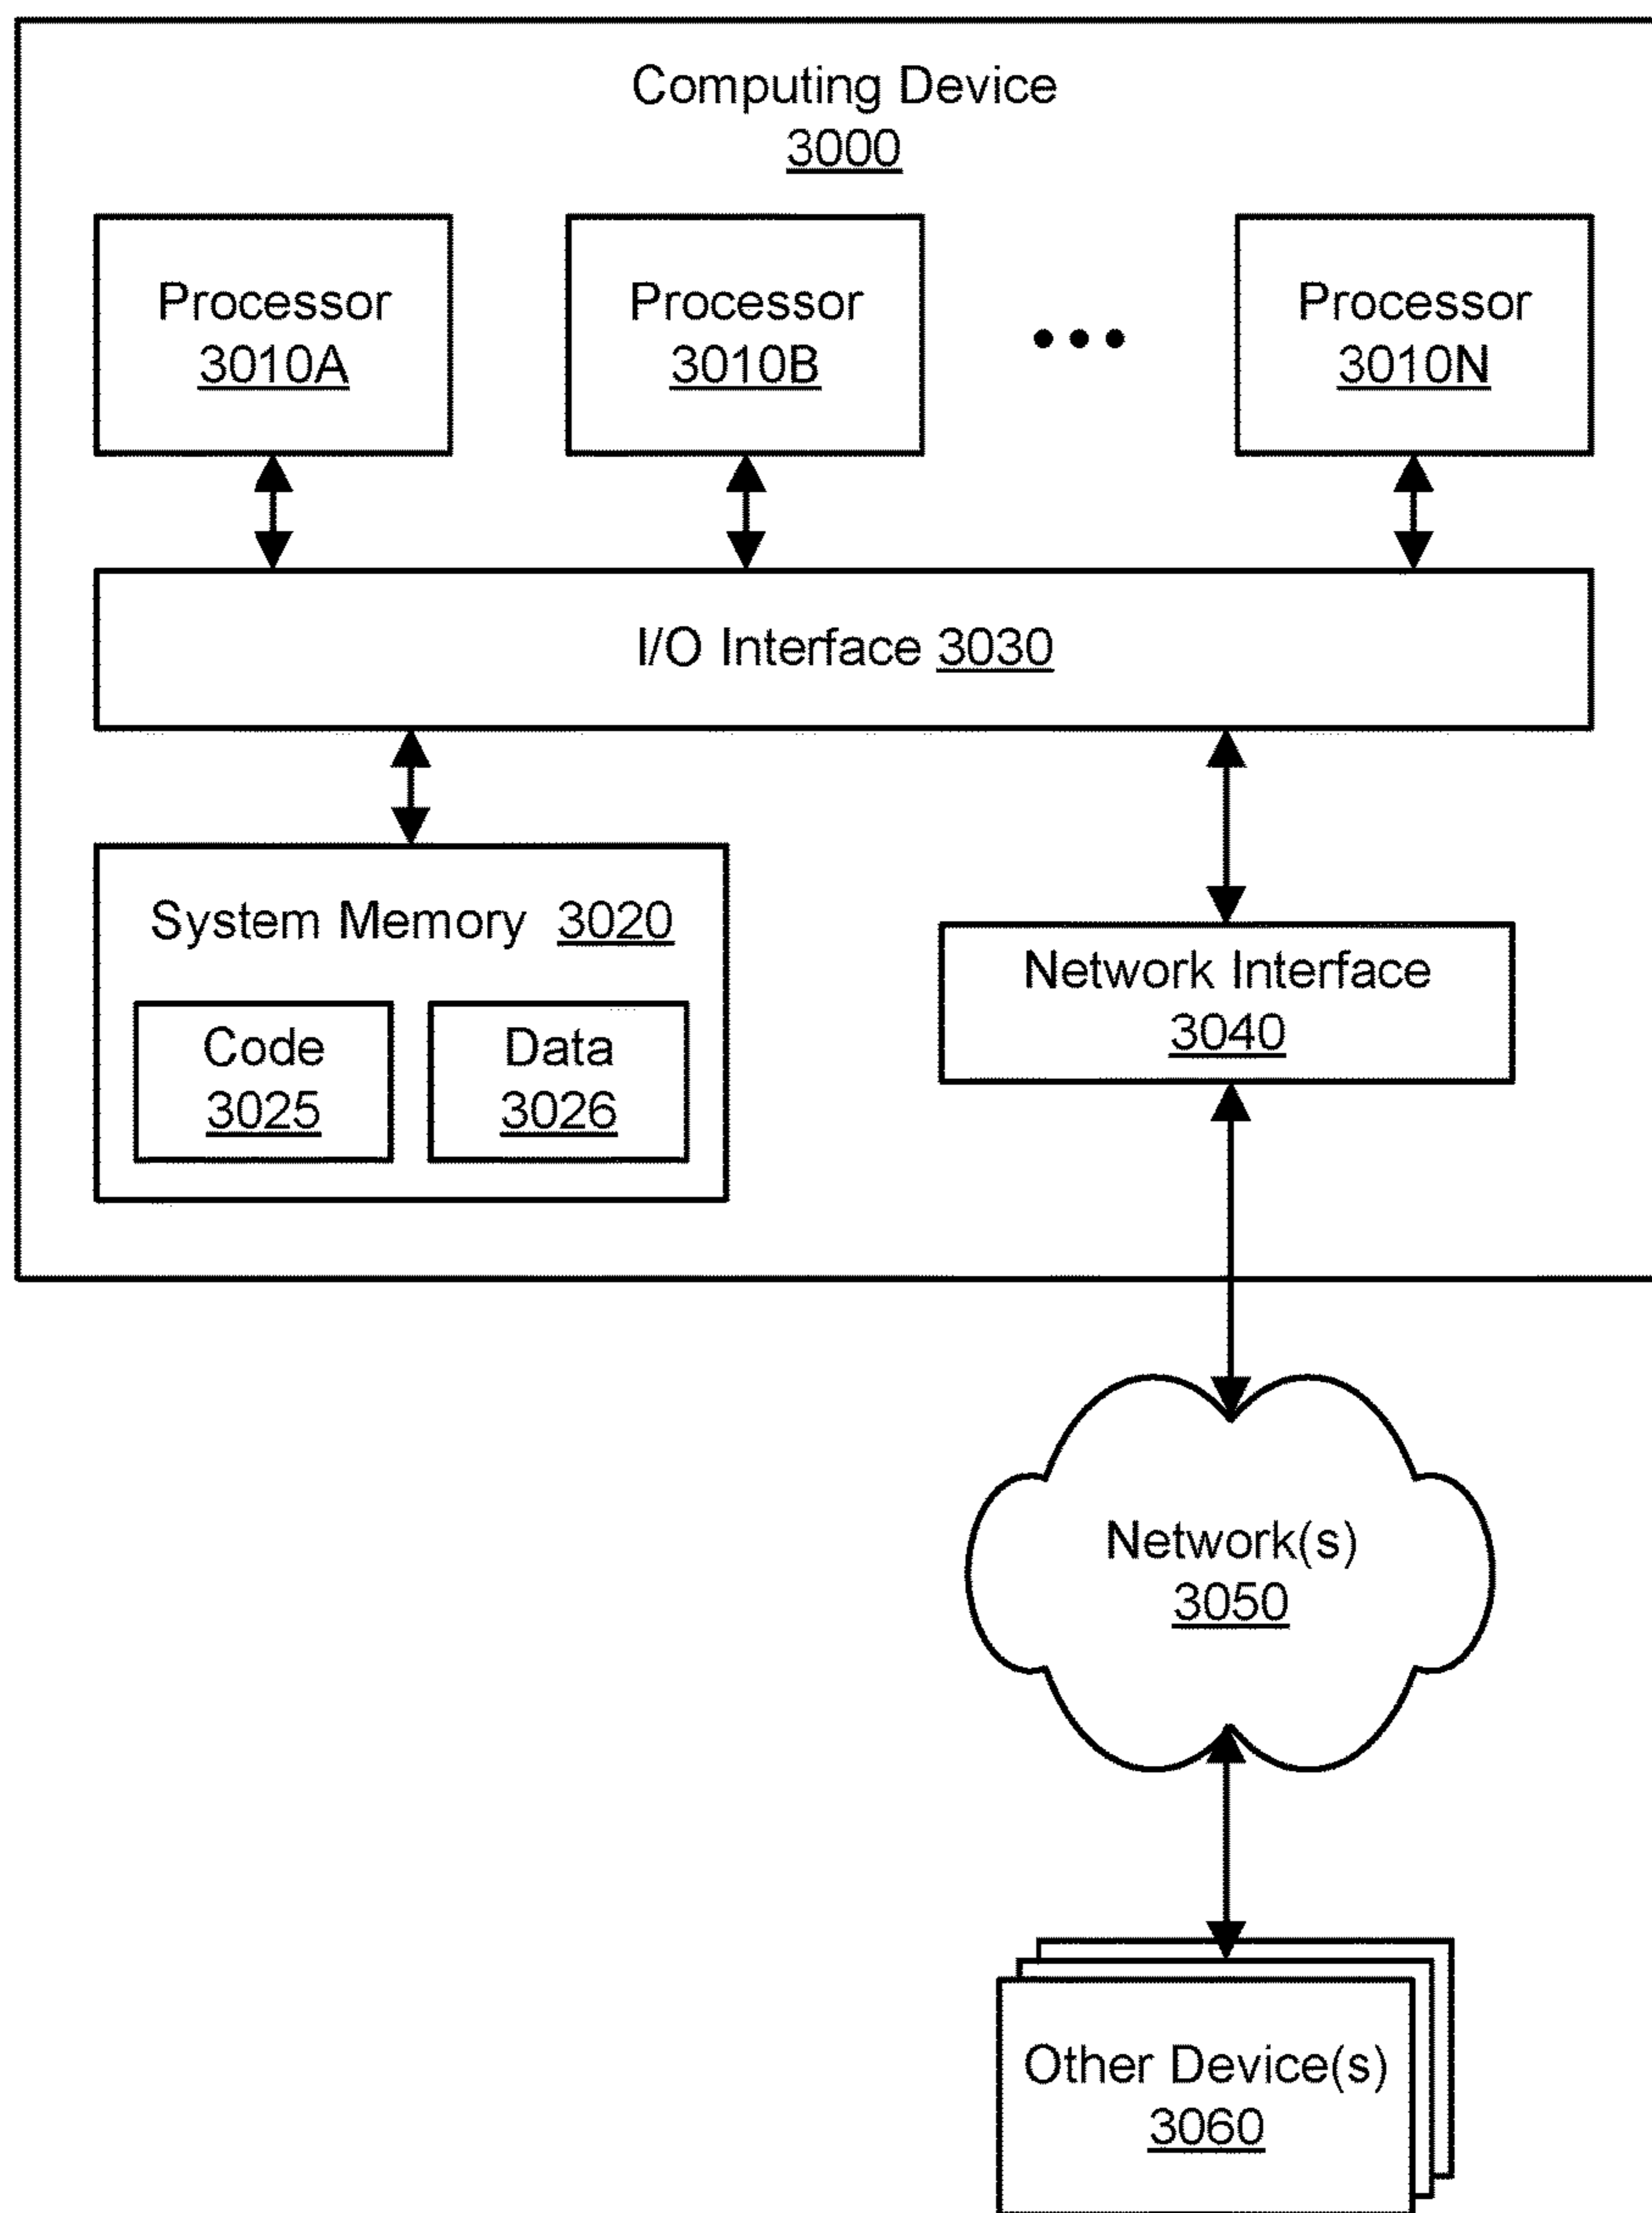 Computing Device
3000
Processor
3010A
Processor
3010B
Processor
3010N
I/O Interface 3030
System Memory 3020
Code
3025
Data
3026
Network Interface
3040
Network(s)
3050
Other Device(s)
3060